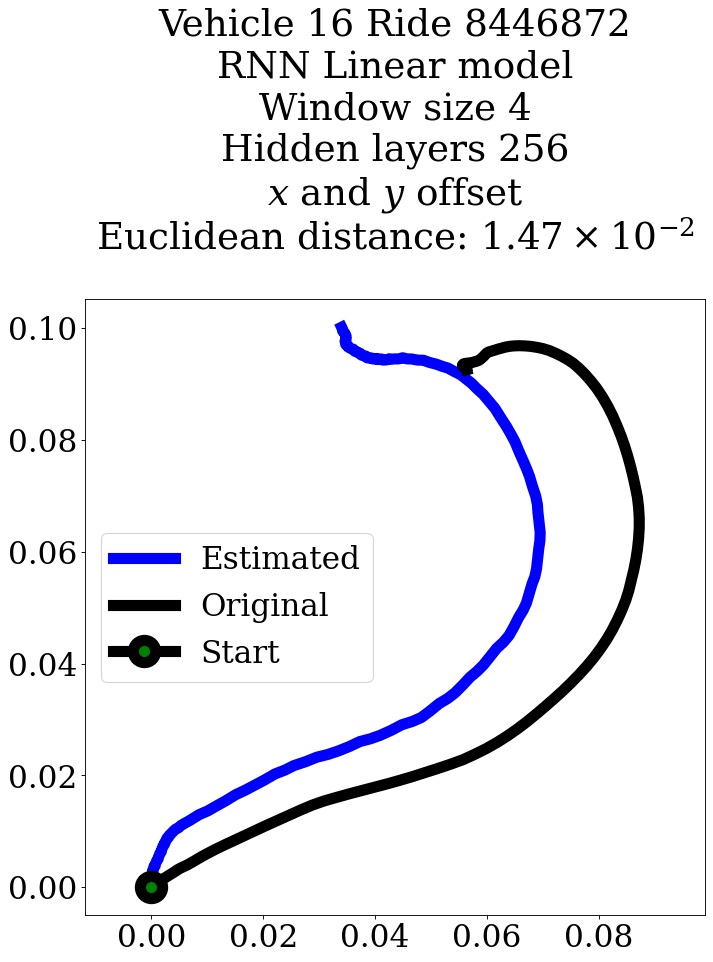 Vehicle 16 Ride 8446872
RNN Linear model
Window size 4
Hidden layers 256
x and y offset
Euclidean distance: 1.47 × 10⁻²
0.10
0.08
0.06
0.04
0.02
0.00
Estimated
Original
Start
0.00 0.02 0.04 0.06 0.08